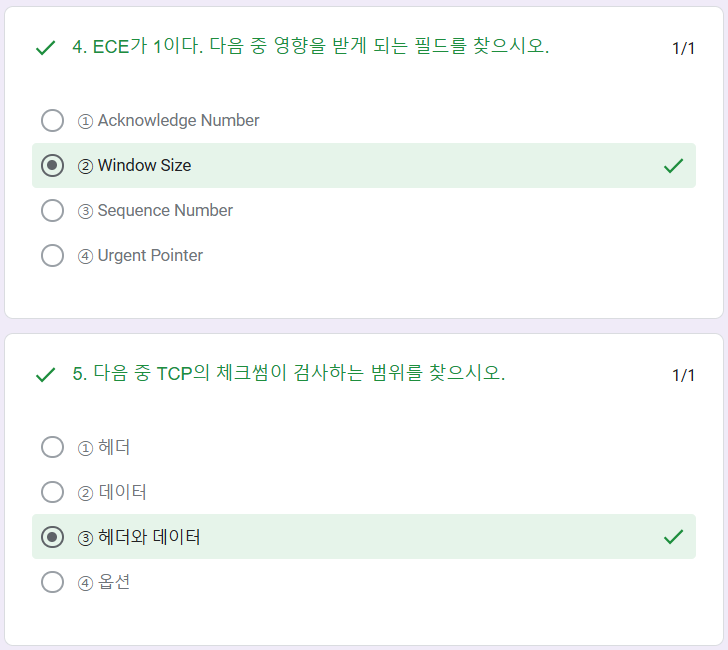 4. ECE가 1이다. 다음 중 영향을 받게 되는 필드를 찾으시오. 1/1
① Acknowledge Number
② Window Size
③ Sequence Number
④ Urgent Pointer
5. 다음 중 TCP의 체크썸이 검사하는 범위를 찾으시오. 1/1
① 헤더
② 데이터
③ 헤더와 데이터
④ 옵션